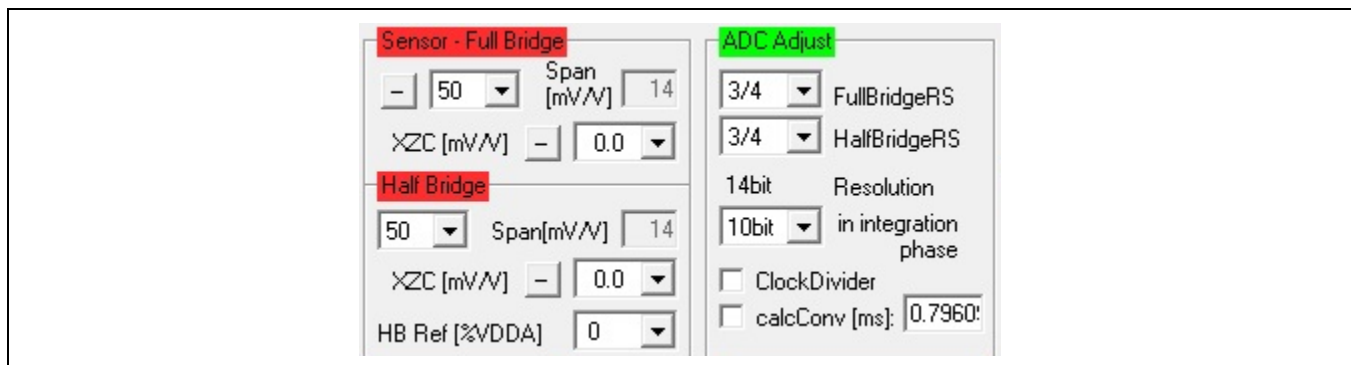 Sensor - Full Bridge
– 50 Span [mV/V] 14
XZC [mV/V] – 0.0
Half Bridge
50 Span[mV/V] 14
XZC [mV/V] – 0.0
HB Ref [%VDDA] 0
ADC Adjust
3/4 FullBridgeRS
3/4 HalfBridgeRS
14bit Resolution
10bit in integration
phase
ClockDivider
calcConv [ms]: 0.7960